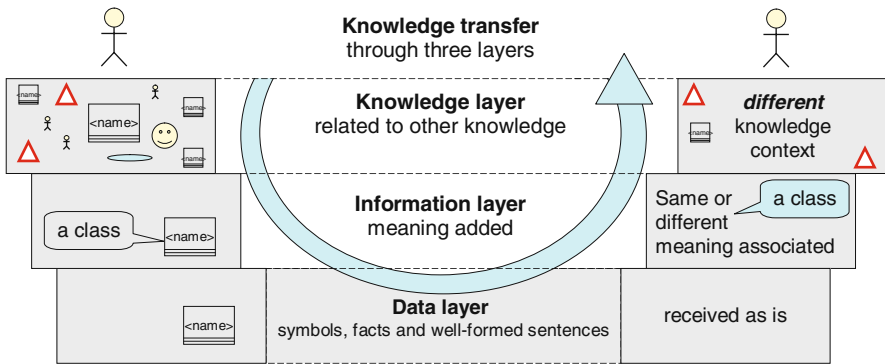 Knowledge transfer
through three layers
<name>
<name>
<name>
<name>
Knowledge layer
related to other knowledge
<name>
different
knowledge
context
a class
<name>
Information layer
meaning added
Same or
different
meaning associated
a class
<name>
Data layer
symbols, facts and well-formed sentences
received as is